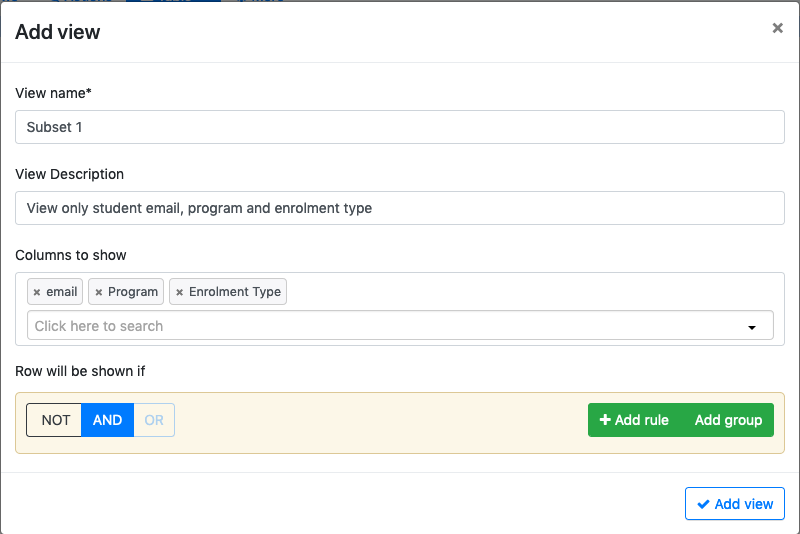 Add view
×
View name*
Subset 1
View Description
View only student email, program and enrolment type
Columns to show
× email × Program × Enrolment Type
Click here to search
Row will be shown if
NOT AND OR + Add rule Add group
Add view